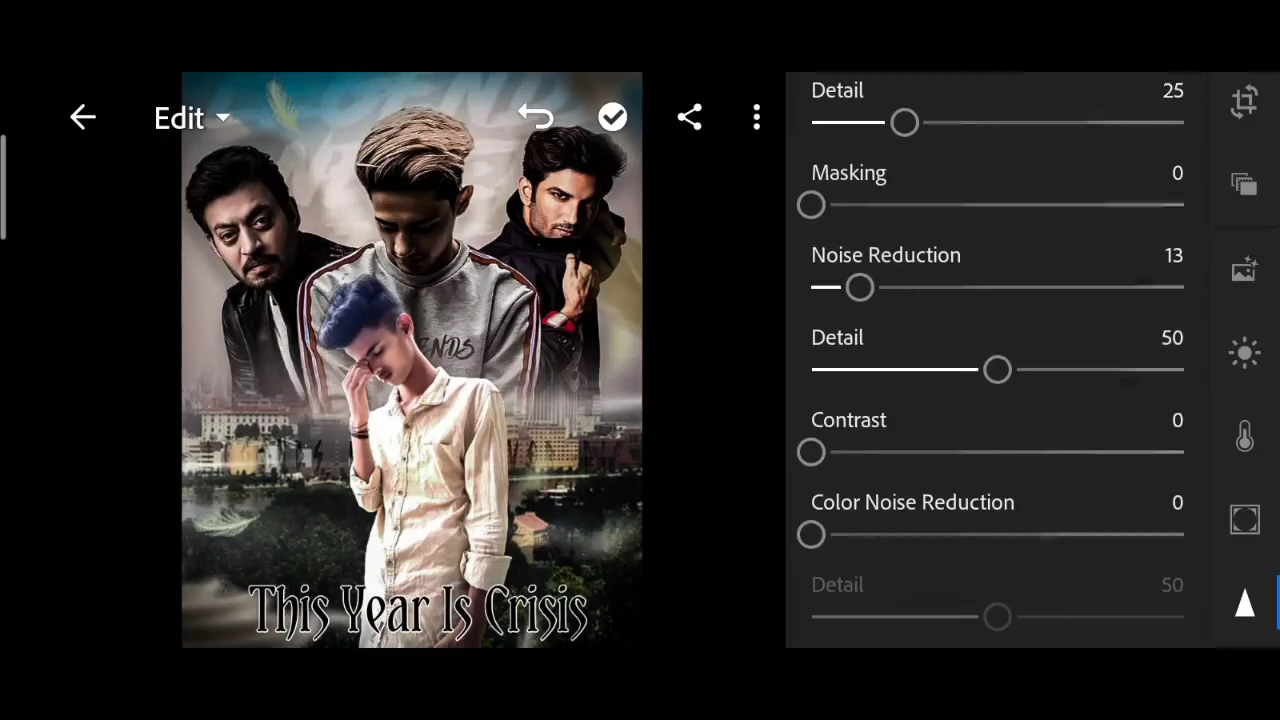 Edit
Detail 25
Masking 0
Noise Reduction 13
Detail 50
Contrast 0
Color Noise Reduction 0
Detail 50
ENDS
This Year Is Crisis